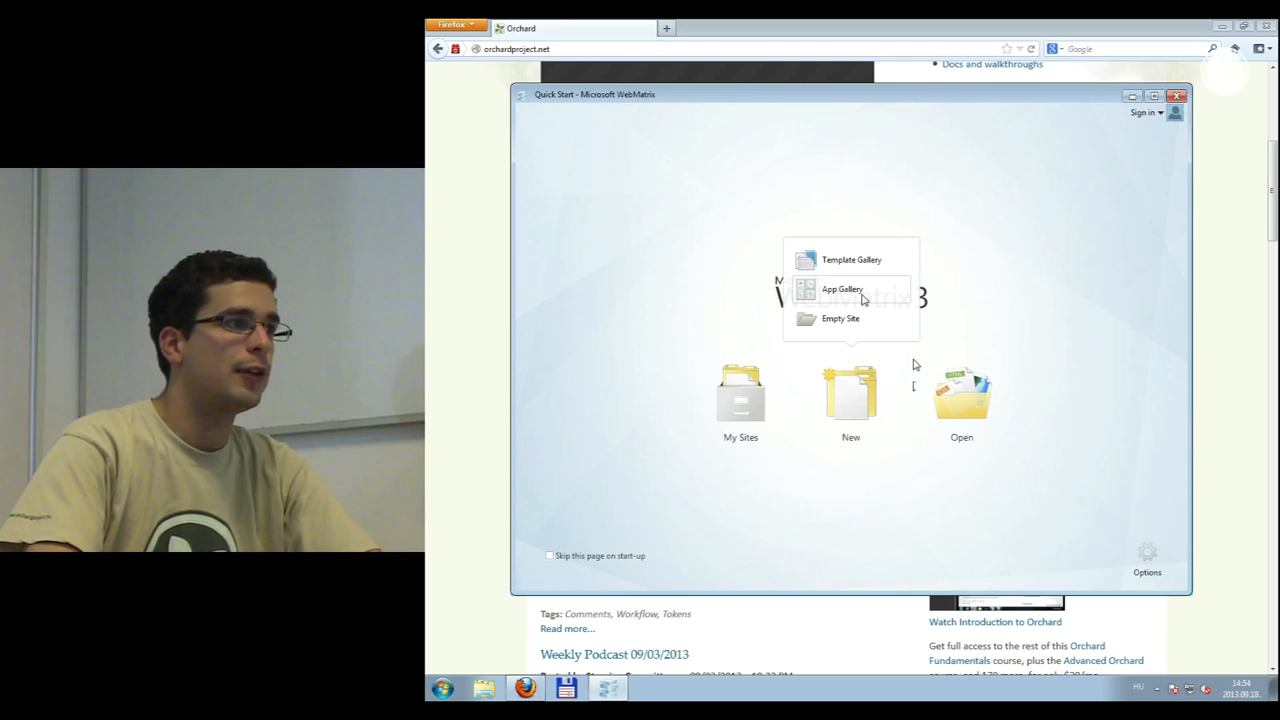 Firefox
Orchard
orchardproject.net
Google
Docs and walkthroughs
Quick Start - Microsoft WebMatrix
Sign in
Template Gallery
App Gallery
Empty Site
My Sites
New
Open
Skip this page on start-up
Options
Tags: Comments, Workflow, Tokens
Read more...
Weekly Podcast 09/03/2013
Watch Introduction to Orchard
Get full access to the rest of this Orchard
Fundamentals course, plus the Advanced Orchard
HU
14:54
2013.09.18.